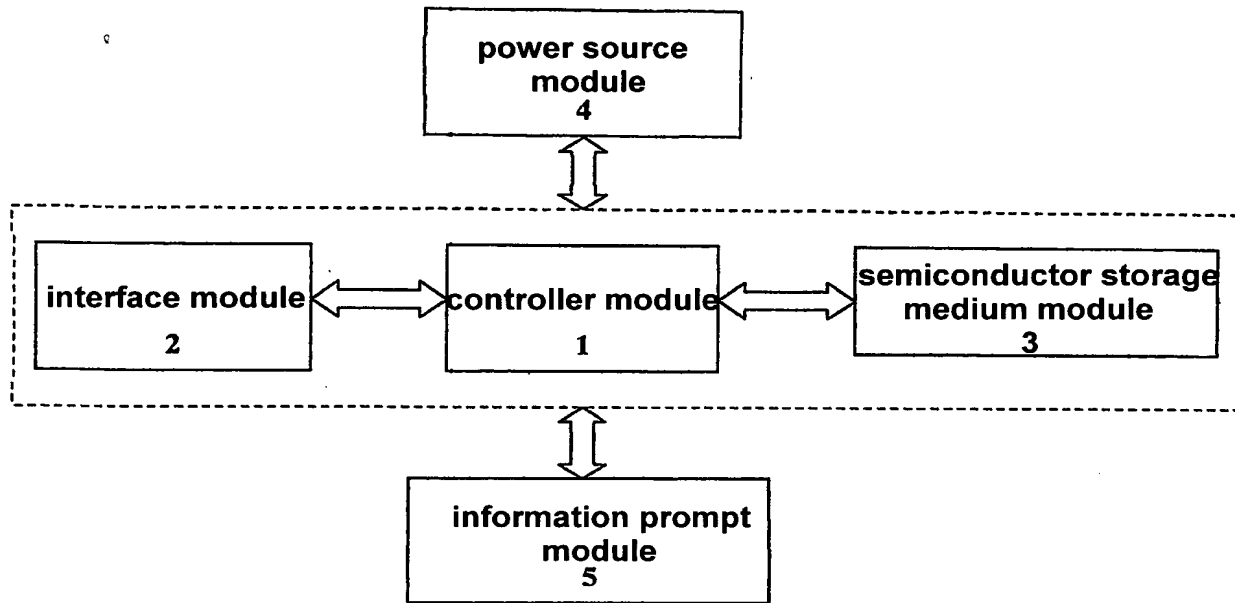 power source
module
4
interface module
2
controller module
1
semiconductor storage
medium module
3
information prompt
module
5